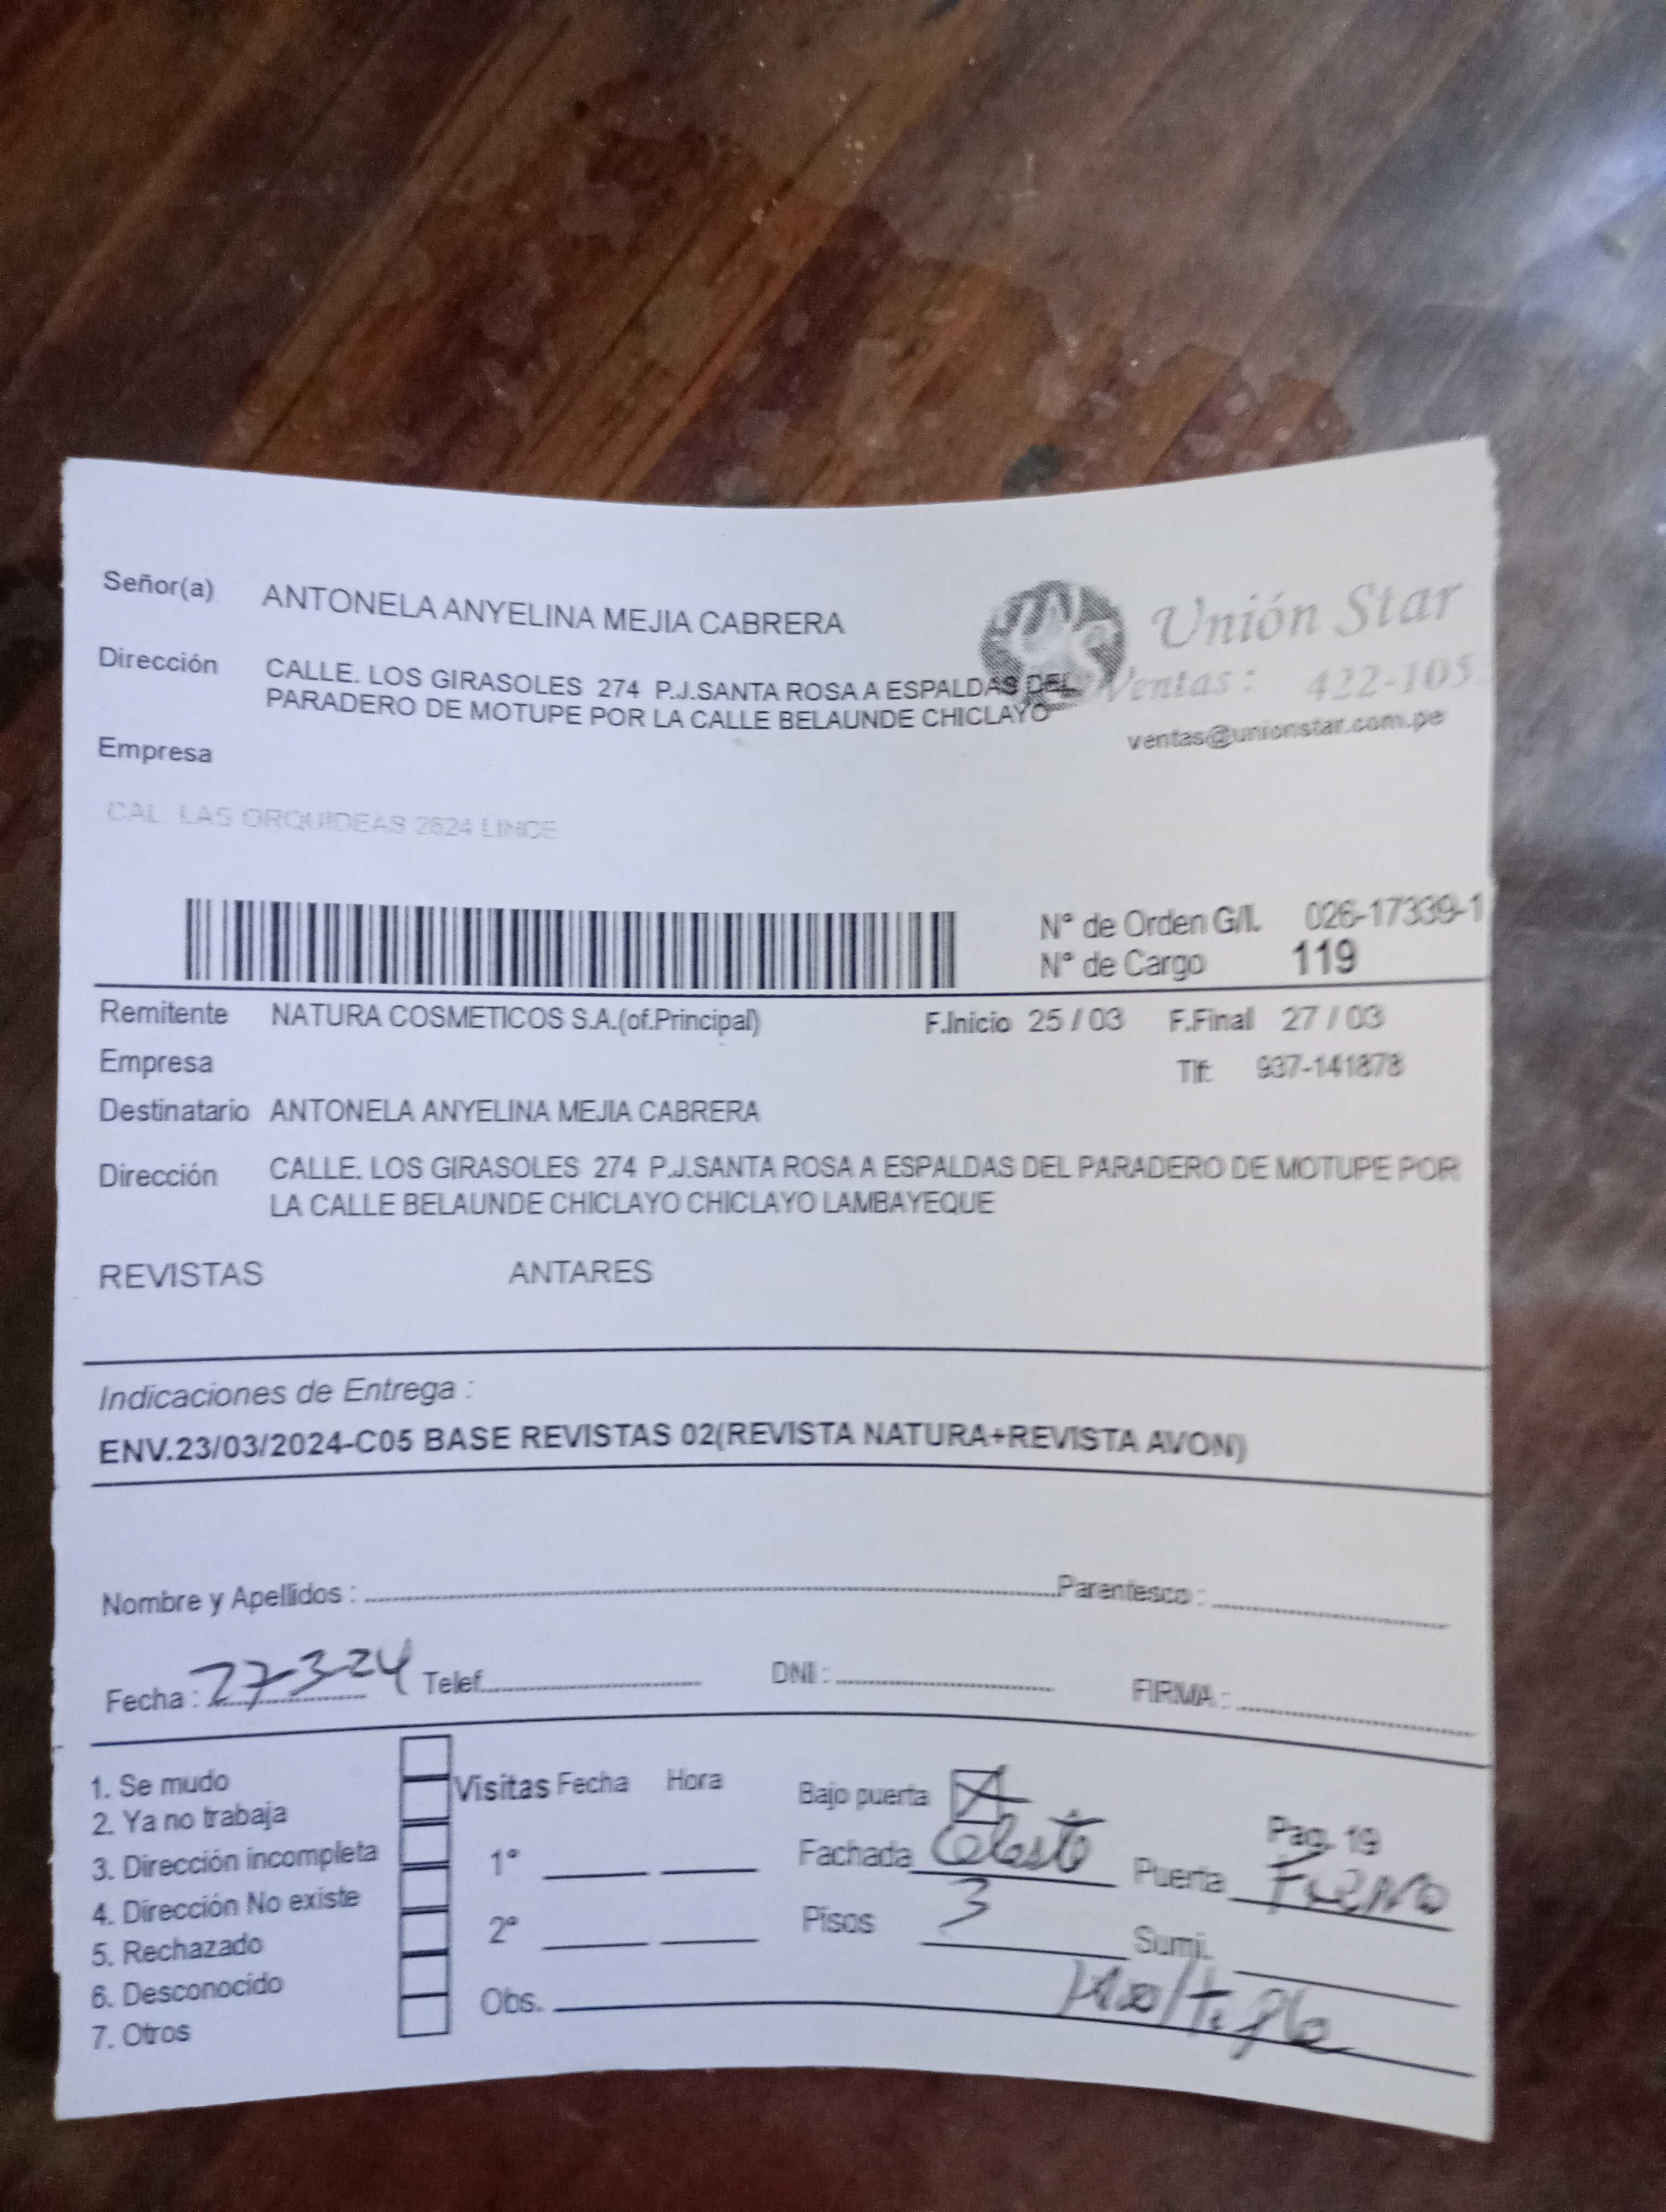 Señor(a) ANTONELA ANYELINA MEJIA CABRERA
Unión Star
Dirección CALLE. LOS GIRASOLES 274 P.J.SANTA ROSA A ESPALDAS DEL
PARADERO DE MOTUPE POR LA CALLE BELAUNDE CHICLAYO
Ventas: 422-105
ventas@unionstar.com.pe
Empresa
CAL. LAS ORQUIDEAS 2624 LINCE
N° de Orden G/I. 026-17339-1
N° de Cargo 119
Remitente NATURA COSMETICOS S.A.(of.Principal) F.Inicio 25 / 03 F.Final 27 / 03
Empresa Tlf: 937-141878
Destinatario ANTONELA ANYELINA MEJIA CABRERA
Dirección CALLE. LOS GIRASOLES 274 P.J.SANTA ROSA A ESPALDAS DEL PARADERO DE MOTUPE POR
LA CALLE BELAUNDE CHICLAYO CHICLAYO LAMBAYEQUE
REVISTAS ANTARES
Indicaciones de Entrega :
ENV.23/03/2024-C05 BASE REVISTAS 02(REVISTA NATURA+REVISTA AVON)
Nombre y Apellidos : Parentesco :
Fecha : 27-3-24 Telef. DNI : FIRMA :
1. Se mudo
2. Ya no trabaja
3. Dirección incompleta
4. Dirección No existe
5. Rechazado
6. Desconocido
7. Otros
Visitas Fecha Hora
1°
2°
Obs.
Bajo puerta
Fachada Celeste
Pisos 3
Pag. 19
Puerta Fierro
Sumi.